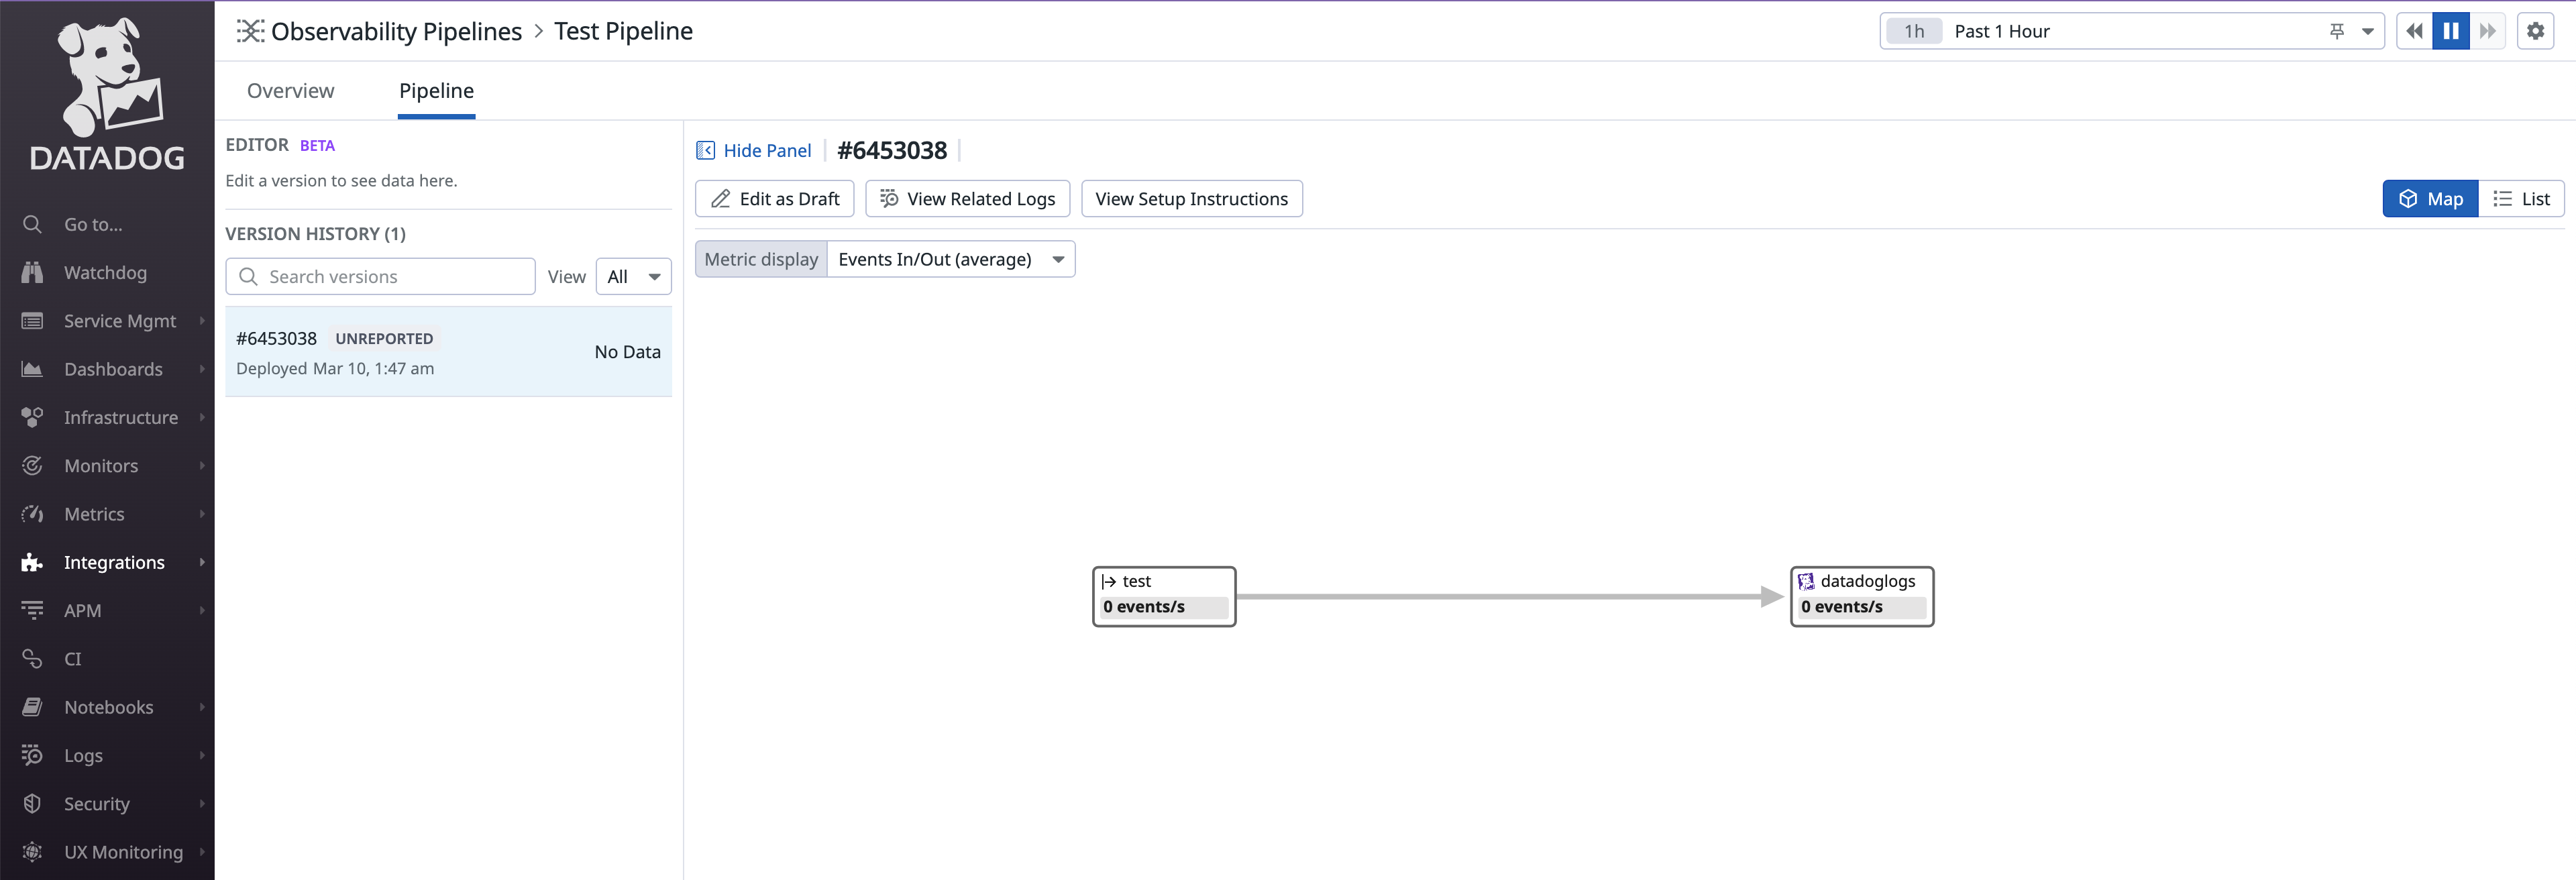 DATADOG
Go to...
Watchdog
Service Mgmt
Dashboards
Infrastructure
Monitors
Metrics
Integrations
APM
CI
Notebooks
Logs
Security
UX Monitoring
Observability Pipelines > Test Pipeline
1h Past 1 Hour
Overview Pipeline
EDITOR BETA
Edit a version to see data here.
VERSION HISTORY (1)
Search versions View All
#6453038 UNREPORTED
No Data
Deployed Mar 10, 1:47 am
Hide Panel #6453038
Edit as Draft View Related Logs View Setup Instructions Map List
Metric display Events In/Out (average)
test
0 events/s
datadoglogs
0 events/s